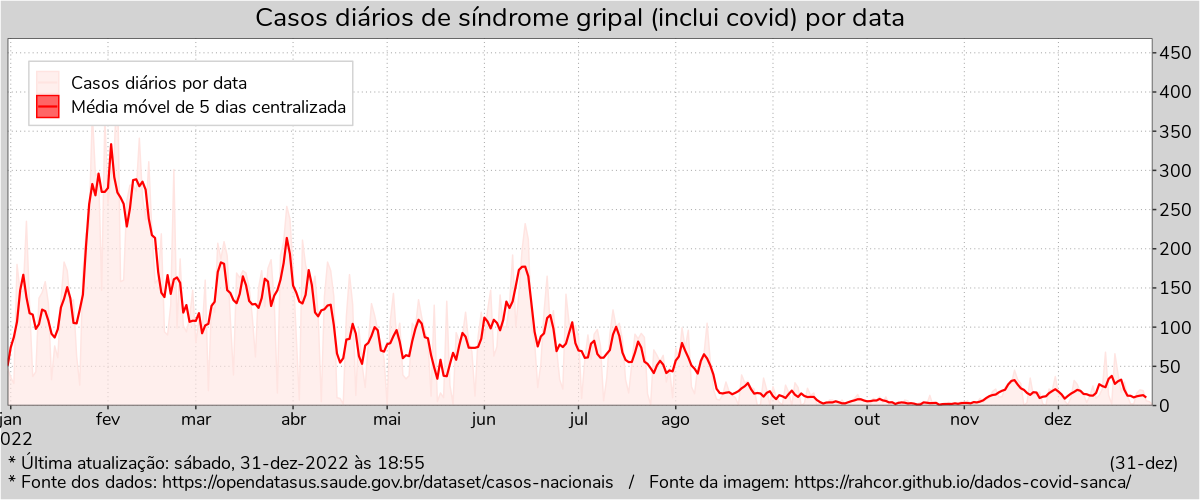 Casos diários de síndrome gripal (inclui covid) por data
Casos diários por data
Média móvel de 5 dias centralizada
450
400
350
300
250
200
150
100
50
0
jan fev mar abr mai jun jul ago set out nov dez
022
* Última atualização: sábado, 31-dez-2022 às 18:55 (31-dez)
* Fonte dos dados: https://opendatasus.saude.gov.br/dataset/casos-nacionais / Fonte da imagem: https://rahcor.github.io/dados-covid-sanca/